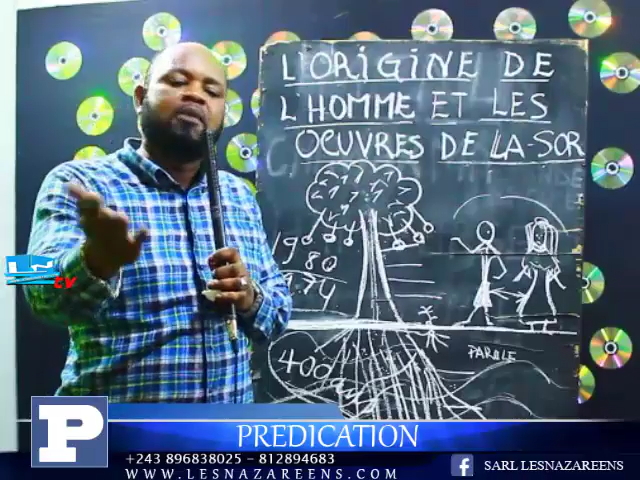 L'ORIGINE DE
L'HOMME ET LES
OEUVRES DE LA-SOR
1980
400
PAROLE
tv
P
PREDICATION
+243 896838025 - 812894683
WWW.LESNAZAREENS.COM
f SARL LESNAZAREENS